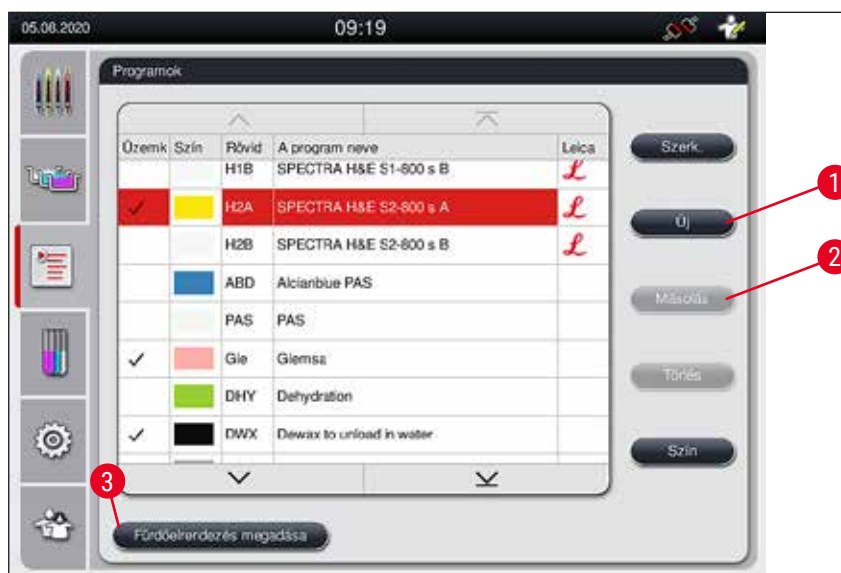 05.08.2020 09:19
Programok
Üzemk Szín Rövid A program neve Leica
H1B SPECTRA H&E S1-600 s B
H2A SPECTRA H&E S2-600 s A
H2B SPECTRA H&E S2-600 s B
ABD Alcianblue PAS
PAS PAS
Gie Giemsa
DHY Dehydration
DWX Dewax to unload in water
Szerk.
Új
Másolás
Törlés
Szín
Fürdőelrendezés megadása
1
2
3